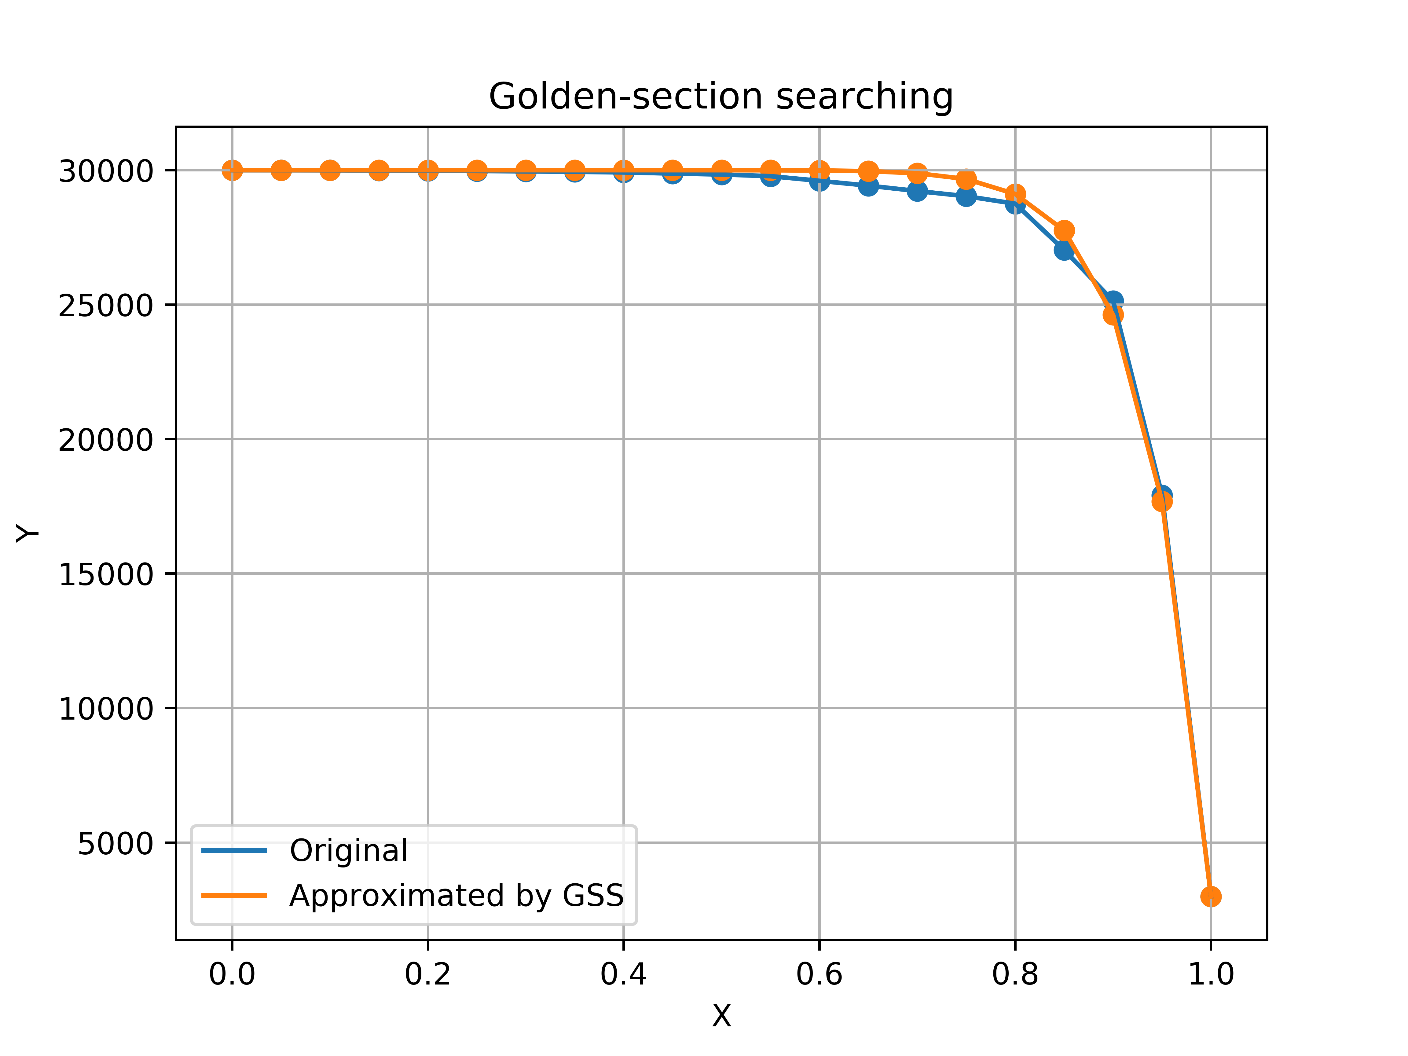 Golden-section searching
30000
25000
20000
15000
10000
5000
Y
Original
Approximated by GSS
0.0 0.2 0.4 0.6 0.8 1.0
X